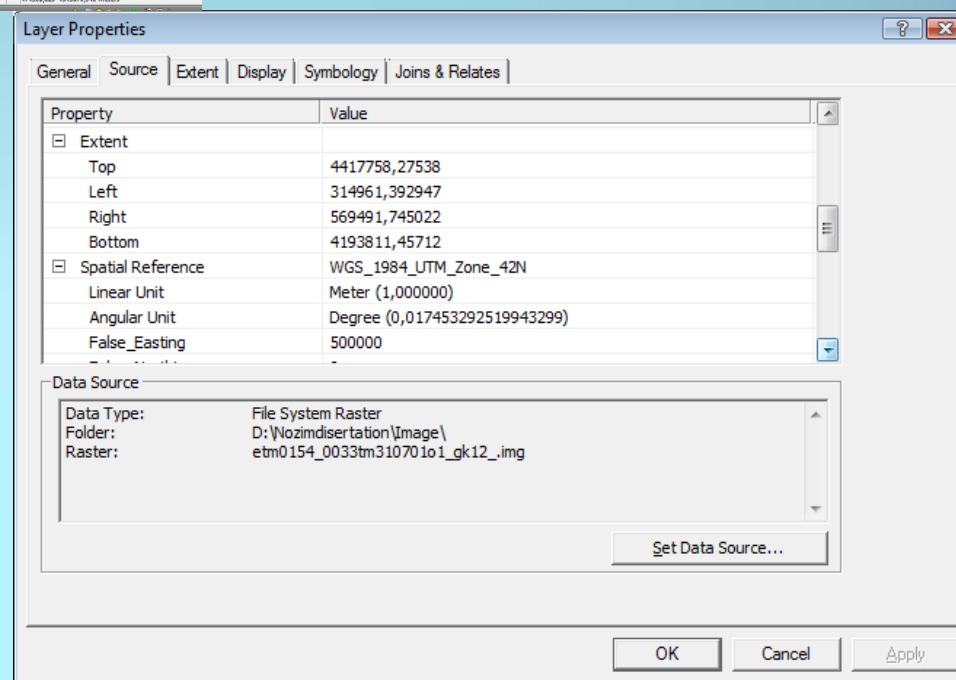 Layer Properties
General Source Extent Display Symbology Joins & Relates
Property Value
Extent
Top 4417758,27538
Left 314961,392947
Right 569491,745022
Bottom 4193811,45712
Spatial Reference WGS_1984_UTM_Zone_42N
Linear Unit Meter (1,000000)
Angular Unit Degree (0,017453292519943299)
False_Easting 500000
Data Source
Data Type: File System Raster
Folder: D:\Nozimdisertation\Image\
Raster: etm0154_0033tm310701o1_gk12_.img
Set Data Source...
OK Cancel Apply